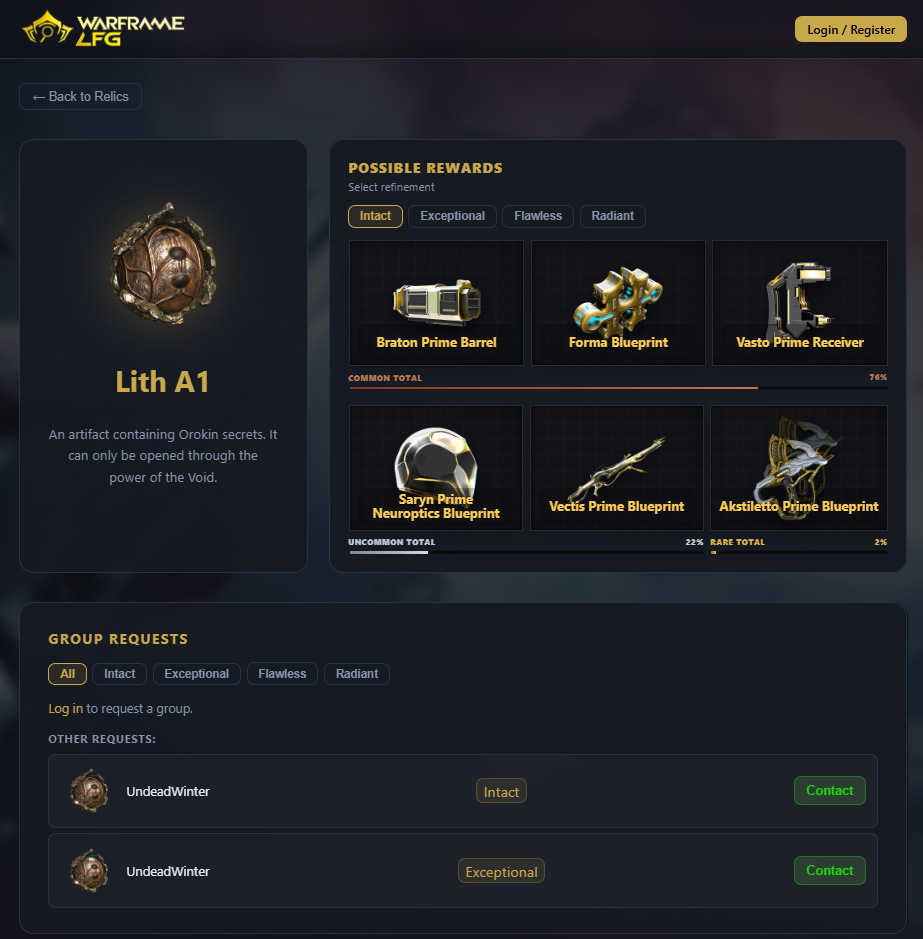 WARFRAME
LFG
Login / Register
← Back to Relics
Lith A1
An artifact containing Orokin secrets. It
can only be opened through the
power of the Void.
POSSIBLE REWARDS
Select refinement
Intact
Exceptional
Flawless
Radiant
Braton Prime Barrel
Forma Blueprint
Vasto Prime Receiver
COMMON TOTAL
76%
Saryn Prime
Neuroptics Blueprint
Vectis Prime Blueprint
Akstiletto Prime Blueprint
UNCOMMON TOTAL
22%
RARE TOTAL
2%
GROUP REQUESTS
All
Intact
Exceptional
Flawless
Radiant
Log in to request a group.
OTHER REQUESTS:
UndeadWinter
Intact
Contact
UndeadWinter
Exceptional
Contact